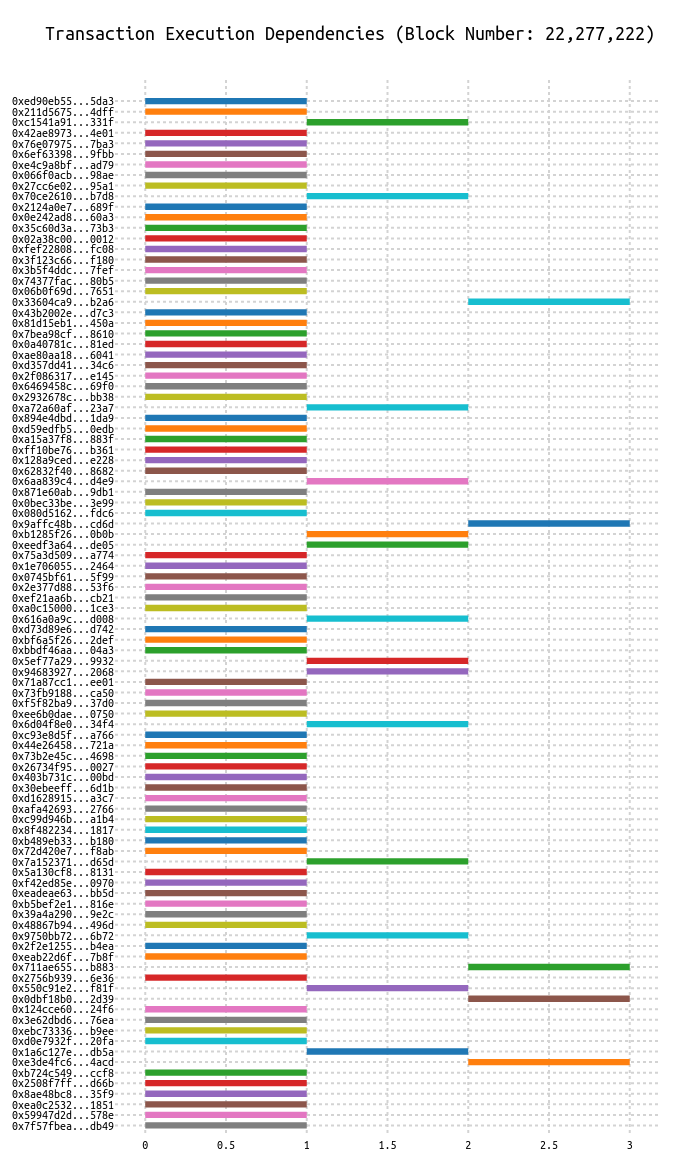 Transaction Execution Dependencies (Block Number: 22,277,222)
0xed90eb55...5da3
0x211d5675...4dff
0xc1541a91...331f
0x42ae8973...4e01
0x76e07975...7ba3
0x6ef63398...9fbb
0xe4c9a8bf...ad79
0x066f0acb...98ae
0x27cc6e02...95a1
0x70ce2610...b7d8
0x2124a0e7...689f
0x0e242ad8...60a3
0x35c60d3a...73b3
0x02a38c00...0012
0xfef22808...fc08
0x3f123c66...f180
0x3b5f4ddc...7fef
0x74377fac...80b5
0x06b0f69d...7651
0x33604ca9...b2a6
0x43b2002e...d7c3
0x81d15eb1...450a
0x7bea98cf...8610
0x0a40781c...81ed
0xae80aa18...6041
0xd357dd41...34c6
0x2f086317...e145
0x6469458c...69f0
0x2932678c...bb38
0xa72a60af...23a7
0x894e4dbd...1da9
0xd59edfb5...0edb
0xa15a37f8...883f
0xff10be76...b361
0x128a9ced...e228
0x62832f40...8682
0x6aa839c4...d4e9
0x871e60ab...9db1
0x0bec33be...3e99
0x080d5162...fdc6
0x9affc48b...cd6d
0xb1285f26...0b0b
0xeedf3a64...de05
0x75a3d509...a774
0x1e706055...2464
0x0745bf61...5f99
0x2e377d88...53f6
0xef21aa6b...cb21
0xa0c15000...1ce3
0x616a0a9c...d008
0xd73d89e6...d742
0xbf6a5f26...2def
0xbbdf46aa...04a3
0x5ef77a29...9932
0x94683927...2068
0x71a87cc1...ee01
0x73fb9188...ca50
0xf5f82ba9...37d0
0xee6b0dae...0750
0x6d04f8e0...34f4
0xc93e8d5f...a766
0x44e26458...721a
0x73b2e45c...4698
0x26734f95...0027
0x403b731c...00bd
0x30ebeeff...6d1b
0xd1628915...a3c7
0xafa42693...2766
0xc99d946b...a1b4
0x8f482234...1817
0xb489eb33...b180
0x72d420e7...f8ab
0x7a152371...d65d
0x5a130cf8...8131
0xf42ed85e...0970
0xeadeae63...bb5d
0xb5bef2e1...816e
0x39a4a290...9e2c
0x48867b94...496d
0x9750bb72...6b72
0x2f2e1255...b4ea
0xeab22d6f...7b8f
0x711ae655...b883
0x2756b939...6e36
0x550c91e2...f81f
0x0dbf18b0...2d39
0x124cce60...24f6
0x3e62dbd6...76ea
0xebc73336...b9ee
0xd0e7932f...20fa
0x1a6c127e...db5a
0xe3de4fc6...4acd
0xb724c549...ccf8
0x2508f7ff...d66b
0x8ae48bc8...35f9
0xea0c2532...1851
0x59947d2d...578e
0x7f57fbea...db49
0 0.5 1 1.5 2 2.5 3